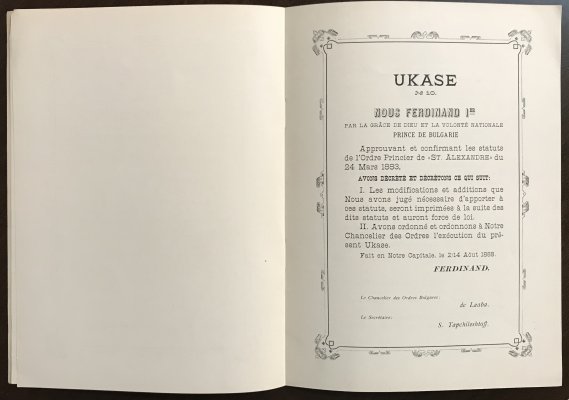 UKASE
№ 10.
NOUS FERDINAND Ier
PAR LA GRÂCE DE DIEU ET LA VOLONTÉ NATIONALE
PRINCE DE BULGARIE
Approuvant et confirmant les statuts
de l'Ordre Princier de «ST. ALEXANDRE» du
24 Mars 1883,
AVONS DÉCRÉTÉ ET DÉCRÉTONS CE QUI SUIT:
I. Les modifications et additions que
Nous avons jugé nécessaire d'apporter à
ces statuts, seront imprimées à la suite des
dits statuts et auront force de loi.
II. Avons ordonné et ordonnons à Notre
Chancelier des Ordres l'exécution du pré-
sent Ukase.
Fait en Notre Capitale, le 2/14 Août 1888.
FERDINAND.
Le Chancelier des Ordres Bulgares:
de Laaba.
Le Secrétaire:
S. Tapchileshtoff.